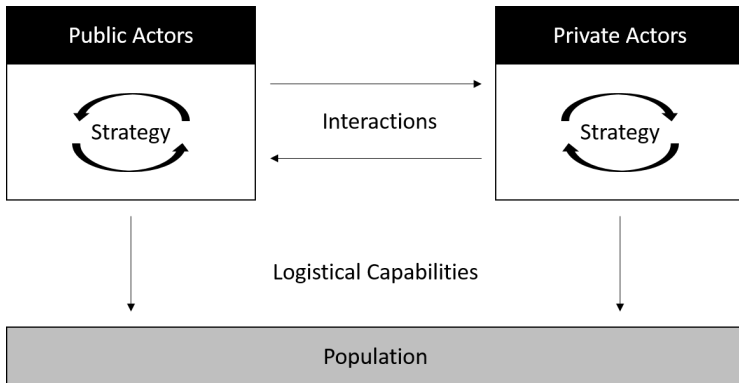 Public Actors
Private Actors
Strategy
Interactions
Strategy
Logistical Capabilities
Population